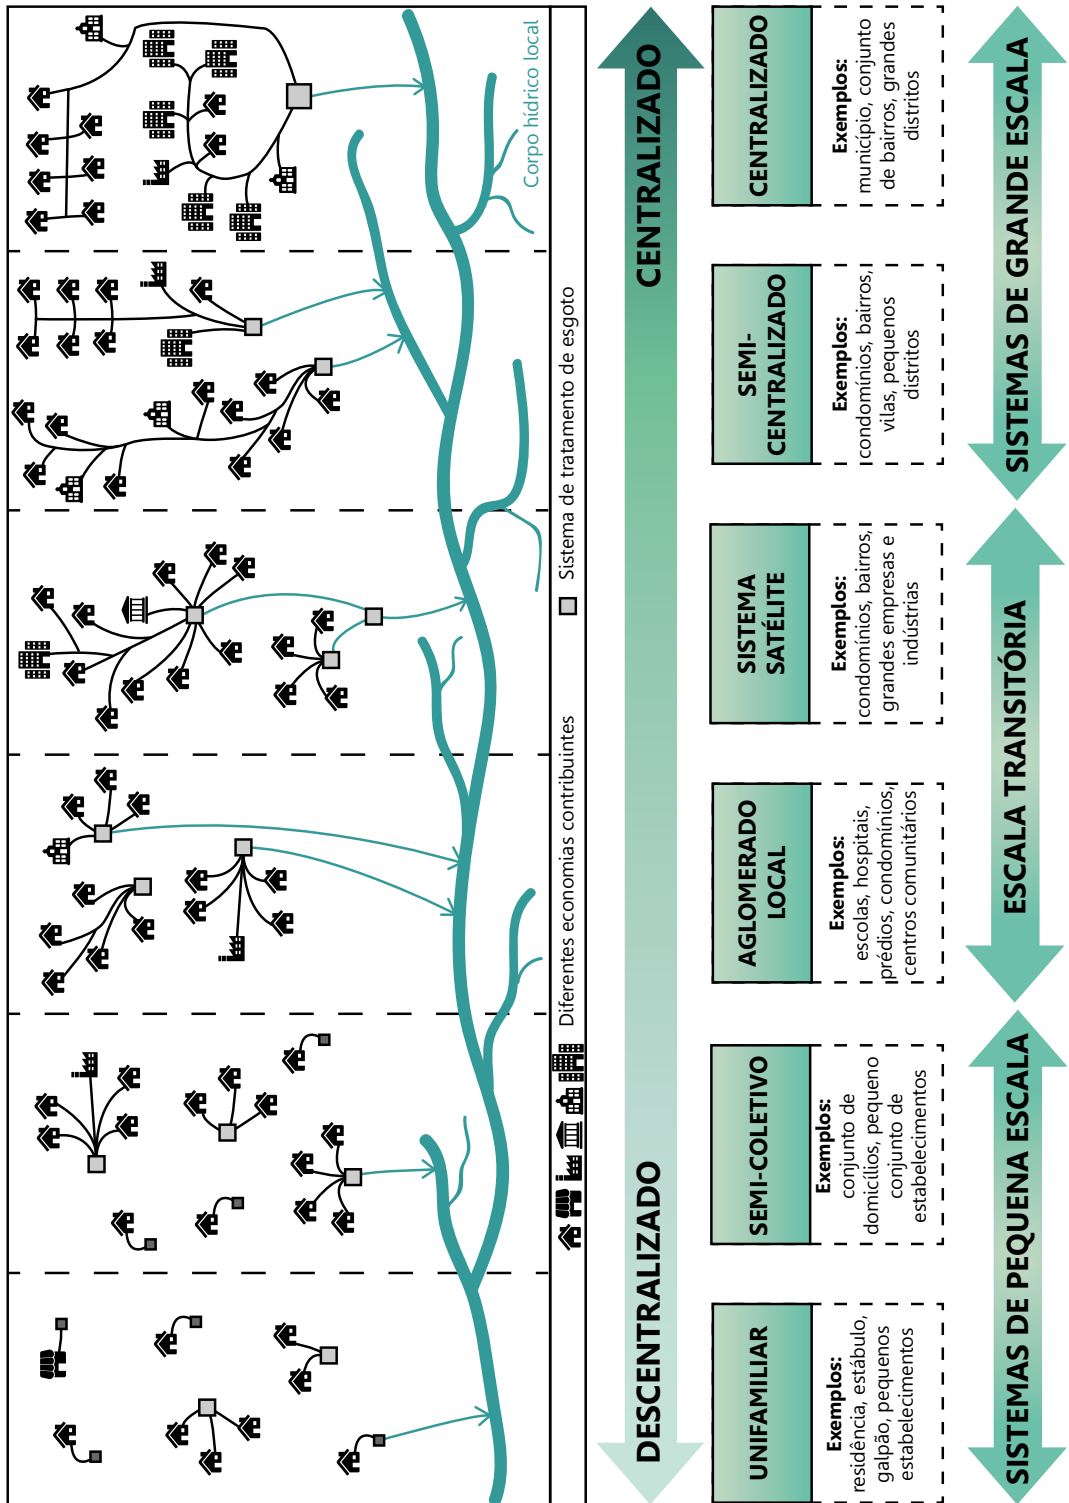 Corpo hídrico local
Diferentes economias contribuintes
Sistema de tratamento de esgoto
DESCENTRALIZADO
CENTRALIZADO
UNIFAMILIAR
Exemplos:
residência, estábulo,
galpão, pequenos
estabelecimentos
SEMI-COLETIVO
Exemplos:
conjunto de
domicílios, pequeno
conjunto de
estabelecimentos
AGLOMERADO
LOCAL
Exemplos:
escolas, hospitais,
prédios, condomínios,
centros comunitários
SISTEMA
SATÉLITE
Exemplos:
condomínios, bairros,
grandes empresas e
indústrias
SEMI-
CENTRALIZADO
Exemplos:
condomínios, bairros,
vilas, pequenos
distritos
CENTRALIZADO
Exemplos:
município, conjunto
de bairros, grandes
distritos
SISTEMAS DE PEQUENA ESCALA
ESCALA TRANSITÓRIA
SISTEMAS DE GRANDE ESCALA